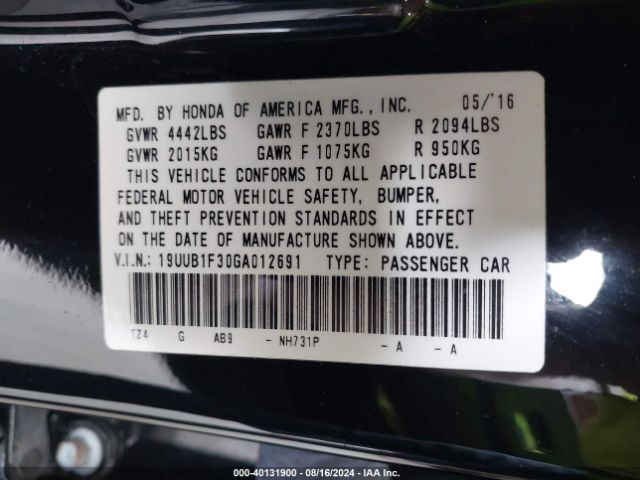 MFD. BY HONDA OF AMERICA MFG., INC. 05/'16
GVWR 4442LBS GAWR F 2370LBS R 2094LBS
GVWR 2015KG GAWR F 1075KG R 950KG
THIS VEHICLE CONFORMS TO ALL APPLICABLE
FEDERAL MOTOR VEHICLE SAFETY, BUMPER,
AND THEFT PREVENTION STANDARDS IN EFFECT
ON THE DATE OF MANUFACTURE SHOWN ABOVE.
V.I.N.: 19UUB1F30GA012691 TYPE: PASSENGER CAR
TZ4 G AB9 - NH731P - A - A
000-40131900 - 08/16/2024 - IAA Inc.